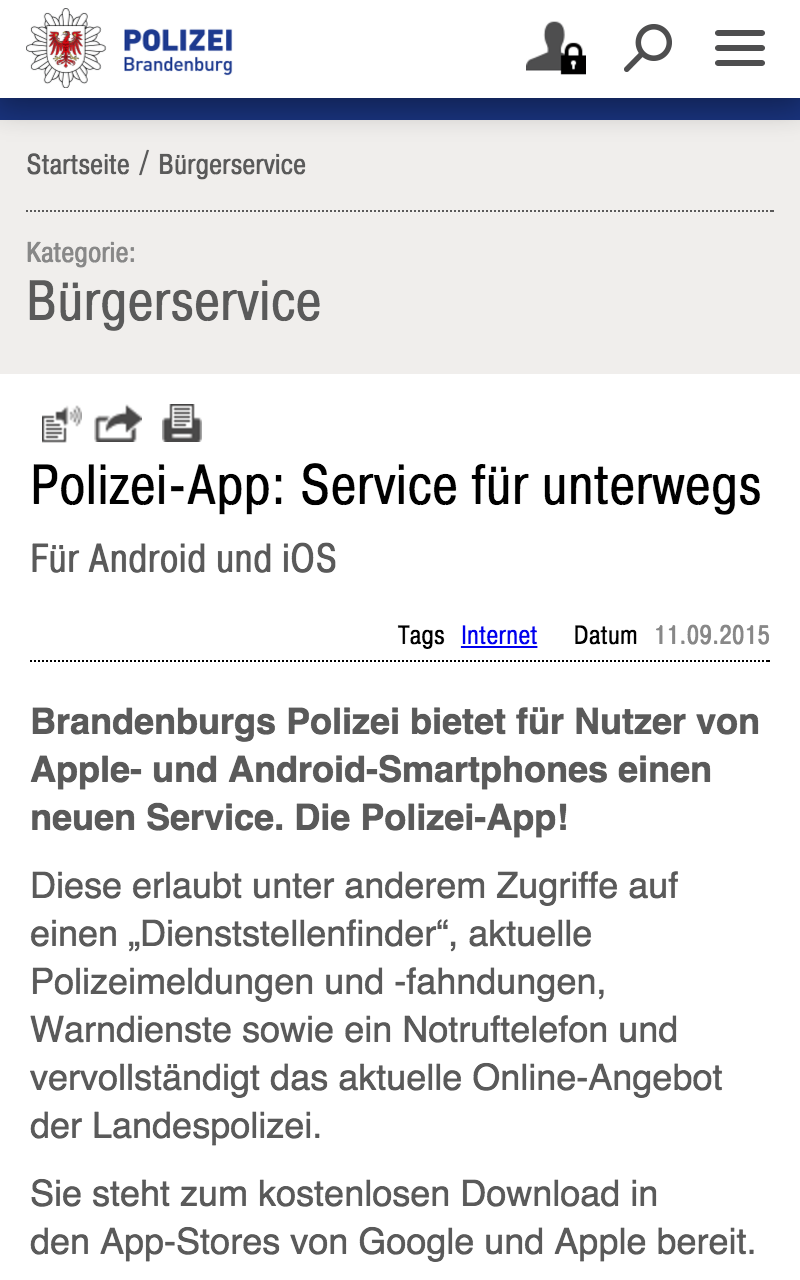 POLIZEI
Brandenburg
Startseite / Bürgerservice
Kategorie:
Bürgerservice
Polizei-App: Service für unterwegs
Für Android und iOS
Tags Internet Datum 11.09.2015
Brandenburgs Polizei bietet für Nutzer von
Apple- und Android-Smartphones einen
neuen Service. Die Polizei-App!
Diese erlaubt unter anderem Zugriffe auf
einen „Dienststellenfinder“, aktuelle
Polizeimeldungen und -fahndungen,
Warndienste sowie ein Notruftelefon und
vervollständigt das aktuelle Online-Angebot
der Landespolizei.
Sie steht zum kostenlosen Download in
den App-Stores von Google und Apple bereit.